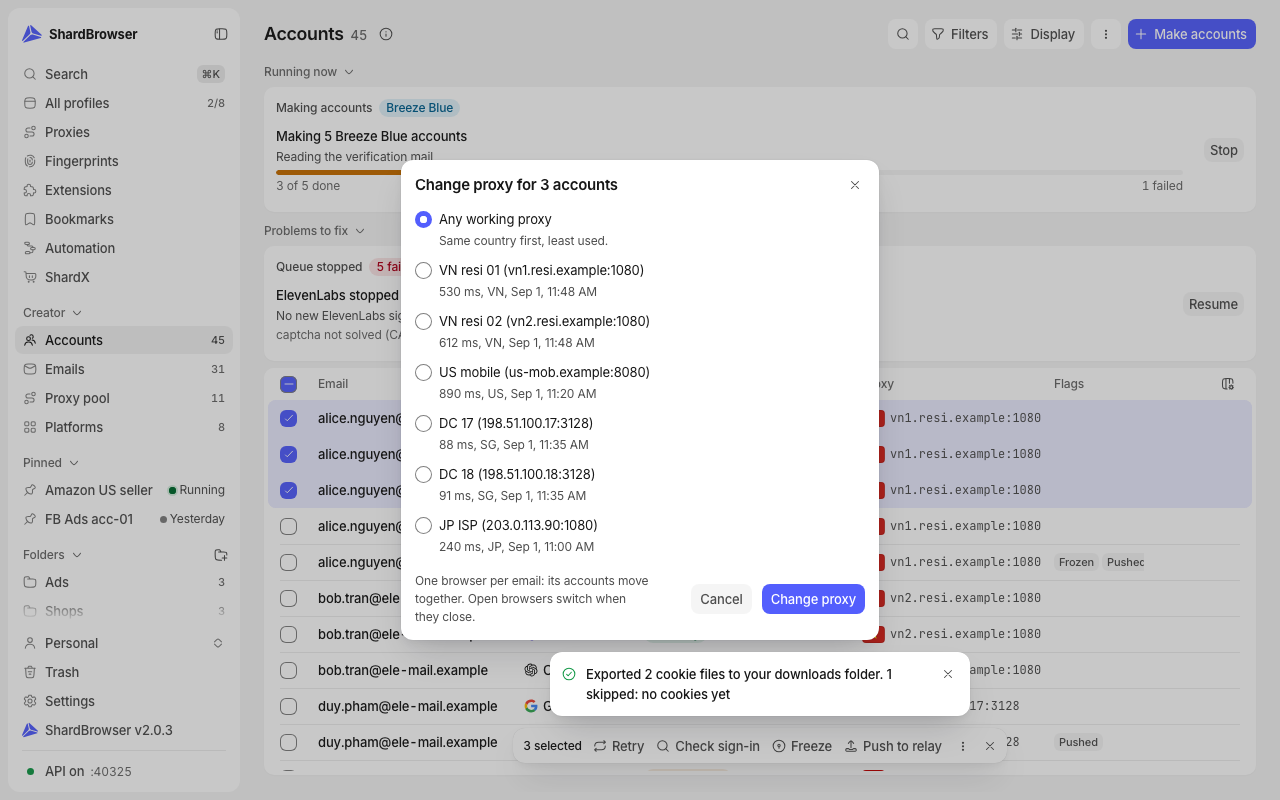 ShardBrowser
Search ⌘K
All profiles 2/8
Proxies
Fingerprints
Extensions
Bookmarks
Automation
ShardX
Creator
Accounts 45
Emails 31
Proxy pool 11
Platforms 8
Pinned
Amazon US seller Running
FB Ads acc-01 Yesterday
Folders
Ads 3
Shops 3
Personal
Trash
Settings
ShardBrowser v2.0.3
API on :40325
Accounts 45
Filters
Display
Make accounts
Running now
Making accounts Breeze Blue
Making 5 Breeze Blue accounts
Reading the verification mail
3 of 5 done
1 failed
Stop
Problems to fix
Queue stopped 5 fai
ElevenLabs stopped
No new ElevenLabs sig
captcha not solved (CA
Resume
Email
Flags
alice.nguyen@ vn1.resi.example:1080
alice.nguyen@ vn1.resi.example:1080
alice.nguyen@ vn1.resi.example:1080
alice.nguyen@ vn1.resi.example:1080
alice.nguyen@ vn1.resi.example:1080 Frozen Pushed
bob.tran@ele vn2.resi.example:1080
bob.tran@ele-mail.example vn2.resi.example:1080
bob.tran@ele-mail.example ample:8080
duy.pham@ele-mail.example G 17:3128
duy.pham@ele-mail.example 28 Pushed
Change proxy for 3 accounts
Any working proxy
Same country first, least used.
VN resi 01 (vn1.resi.example:1080)
530 ms, VN, Sep 1, 11:48 AM
VN resi 02 (vn2.resi.example:1080)
612 ms, VN, Sep 1, 11:48 AM
US mobile (us-mob.example:8080)
890 ms, US, Sep 1, 11:20 AM
DC 17 (198.51.100.17:3128)
88 ms, SG, Sep 1, 11:35 AM
DC 18 (198.51.100.18:3128)
91 ms, SG, Sep 1, 11:35 AM
JP ISP (203.0.113.90:1080)
240 ms, JP, Sep 1, 11:00 AM
One browser per email: its accounts move
together. Open browsers switch when
they close.
Cancel
Change proxy
Exported 2 cookie files to your downloads folder. 1
skipped: no cookies yet
3 selected Retry Check sign-in Freeze Push to relay